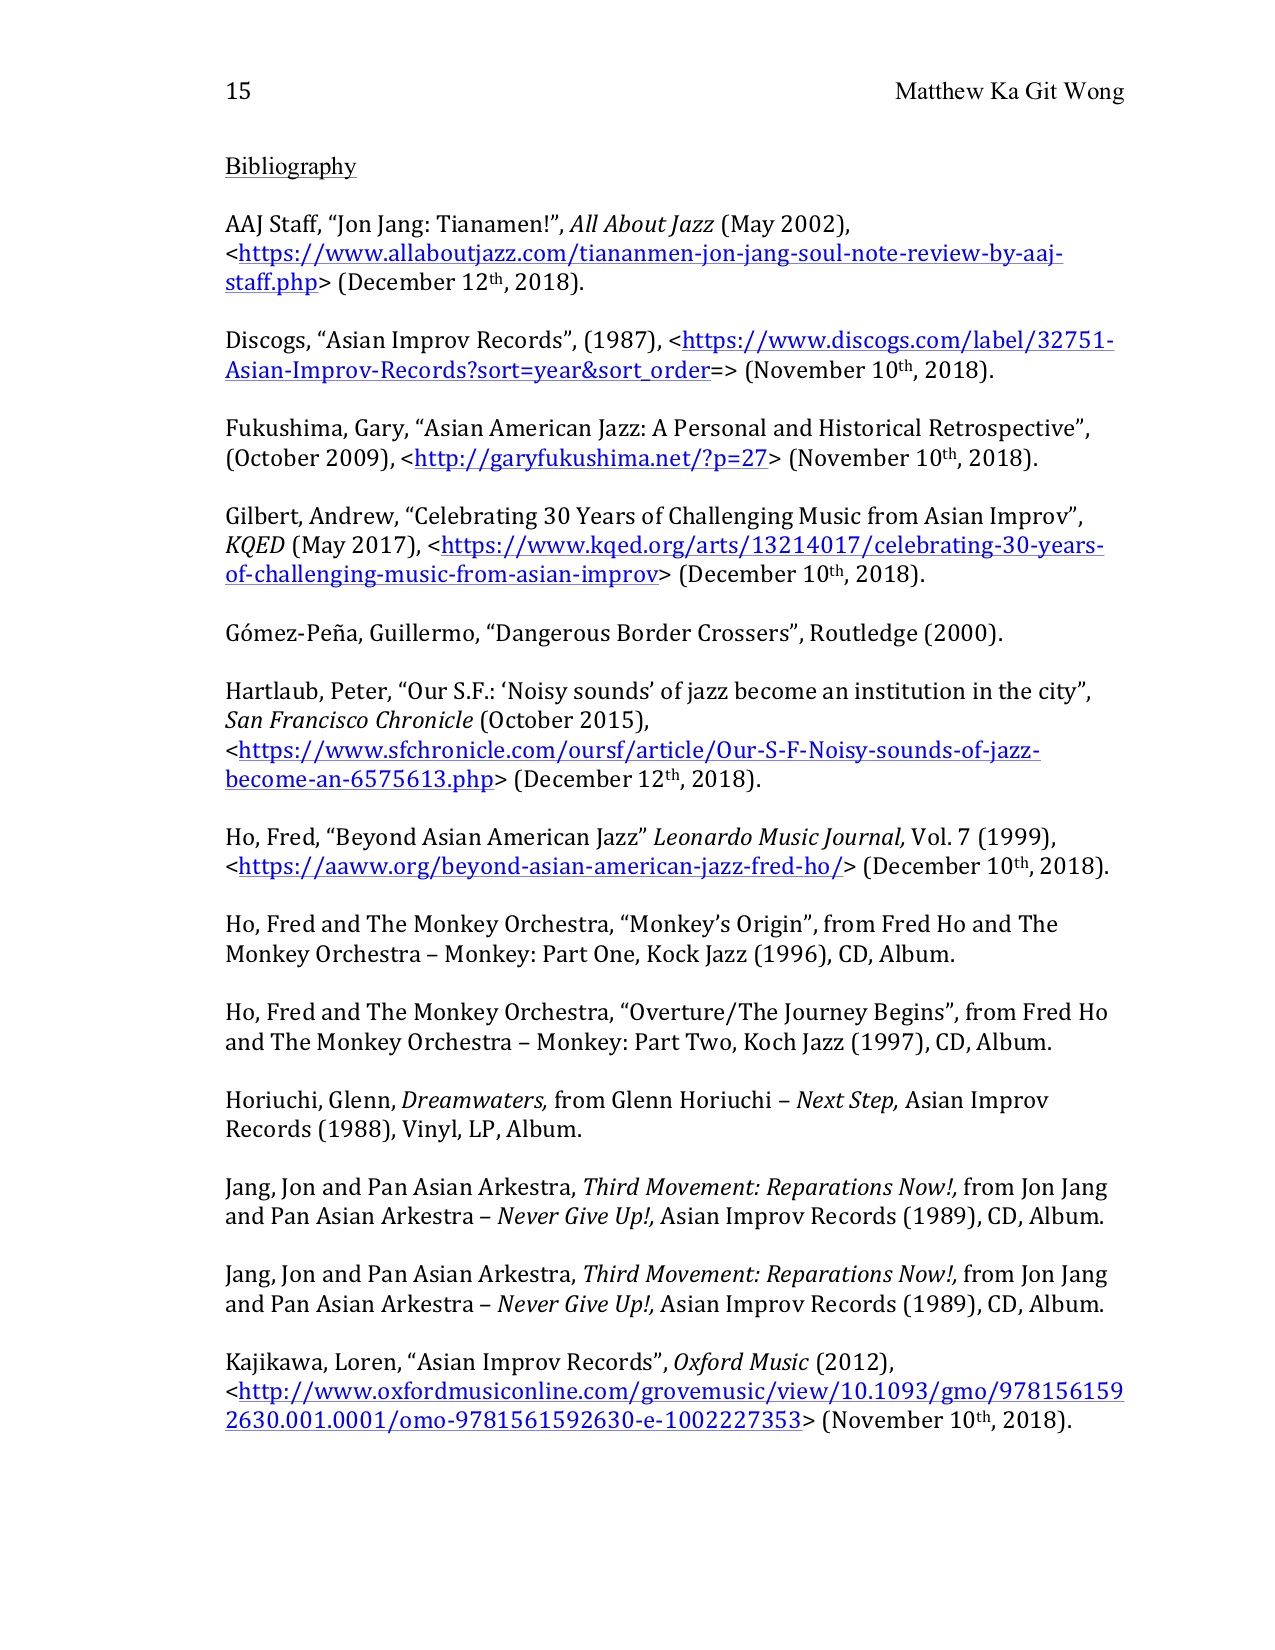 15 Matthew Ka Git Wong
Bibliography
AAJ Staff, “Jon Jang: Tianamen!”, All About Jazz (May 2002),
<https://www.allaboutjazz.com/tiananmen-jon-jang-soul-note-review-by-aaj-
staff.php> (December 12th, 2018).
Discogs, “Asian Improv Records”, (1987), <https://www.discogs.com/label/32751-
Asian-Improv-Records?sort=year&sort_order=> (November 10th, 2018).
Fukushima, Gary, “Asian American Jazz: A Personal and Historical Retrospective”,
(October 2009), <http://garyfukushima.net/?p=27> (November 10th, 2018).
Gilbert, Andrew, “Celebrating 30 Years of Challenging Music from Asian Improv”,
KQED (May 2017), <https://www.kqed.org/arts/13214017/celebrating-30-years-
of-challenging-music-from-asian-improv> (December 10th, 2018).
Gómez-Peña, Guillermo, “Dangerous Border Crossers”, Routledge (2000).
Hartlaub, Peter, “Our S.F.: ‘Noisy sounds’ of jazz become an institution in the city”,
San Francisco Chronicle (October 2015),
<https://www.sfchronicle.com/oursf/article/Our-S-F-Noisy-sounds-of-jazz-
become-an-6575613.php> (December 12th, 2018).
Ho, Fred, “Beyond Asian American Jazz” Leonardo Music Journal, Vol. 7 (1999),
<https://aaww.org/beyond-asian-american-jazz-fred-ho/> (December 10th, 2018).
Ho, Fred and The Monkey Orchestra, “Monkey’s Origin”, from Fred Ho and The
Monkey Orchestra – Monkey: Part One, Kock Jazz (1996), CD, Album.
Ho, Fred and The Monkey Orchestra, “Overture/The Journey Begins”, from Fred Ho
and The Monkey Orchestra – Monkey: Part Two, Koch Jazz (1997), CD, Album.
Horiuchi, Glenn, Dreamwaters, from Glenn Horiuchi – Next Step, Asian Improv
Records (1988), Vinyl, LP, Album.
Jang, Jon and Pan Asian Arkestra, Third Movement: Reparations Now!, from Jon Jang
and Pan Asian Arkestra – Never Give Up!, Asian Improv Records (1989), CD, Album.
Jang, Jon and Pan Asian Arkestra, Third Movement: Reparations Now!, from Jon Jang
and Pan Asian Arkestra – Never Give Up!, Asian Improv Records (1989), CD, Album.
Kajikawa, Loren, “Asian Improv Records”, Oxford Music (2012),
<http://www.oxfordmusiconline.com/grovemusic/view/10.1093/gmo/978156159
2630.001.0001/omo-9781561592630-e-1002227353> (November 10th, 2018).